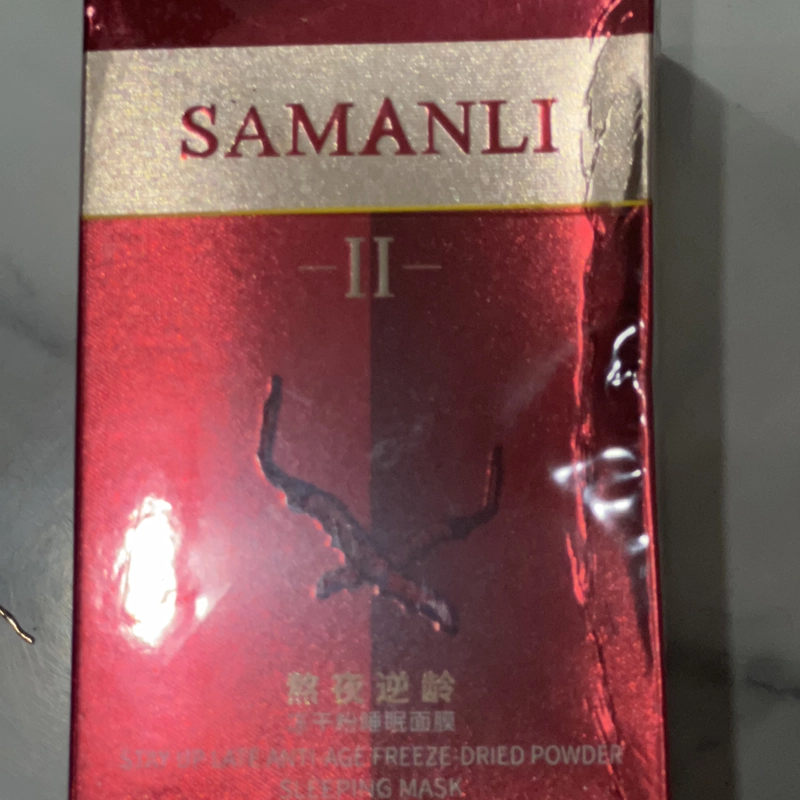 SAMANLI
II
熬夜逆龄
冻干粉睡眠面膜
STAY UP LATE ANTI AGE FREEZE-DRIED POWDER
SLEEPING MASK